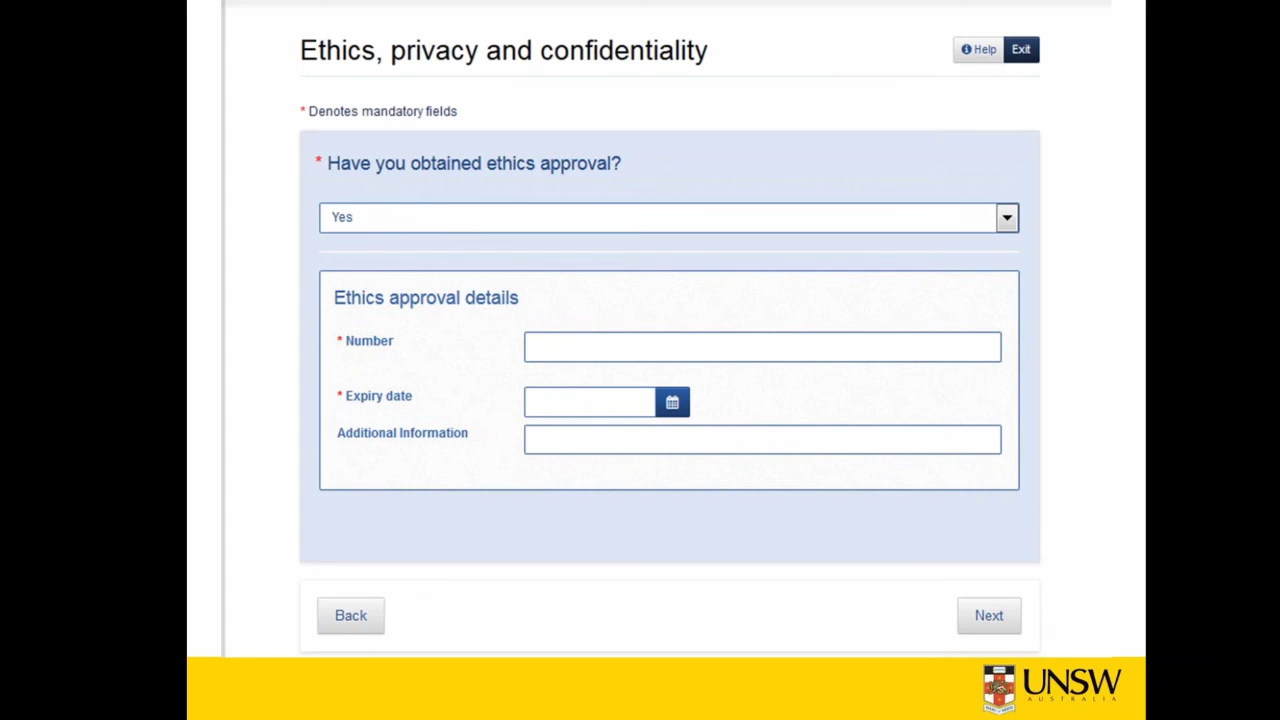 Ethics, privacy and confidentiality
Help
Exit
* Denotes mandatory fields
* Have you obtained ethics approval?
Yes
Ethics approval details
* Number
* Expiry date
Additional Information
Back
Next
UNSW
AUSTRALIA